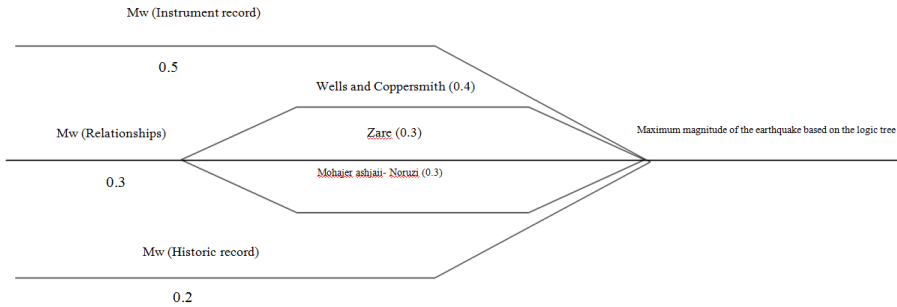 Mw (Instrument record)
0.5
Wells and Coppersmith (0.4)
Mw (Relationships)
Zare (0.3)
Maximum magnitude of the earthquake based on the logic tree
0.3
Mohajer ashjaii- Noruzi (0.3)
Mw (Historic record)
0.2